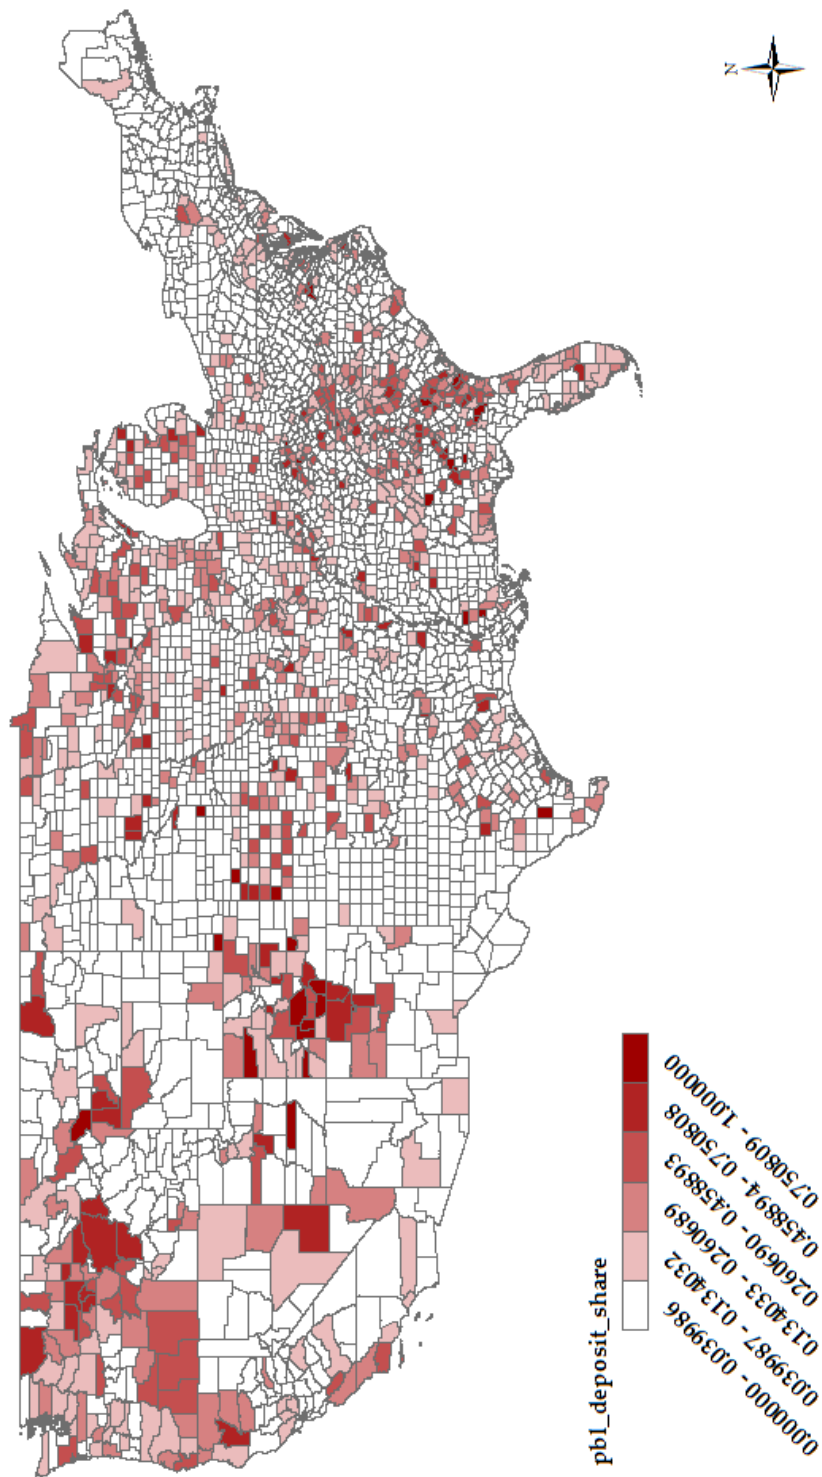 N
pbl_deposit_share
0.000000 - 0.039986
0.039987 - 0.134032
0.134033 - 0.260689
0.260690 - 0.458893
0.458894 - 0.750808
0.750809 - 1.000000